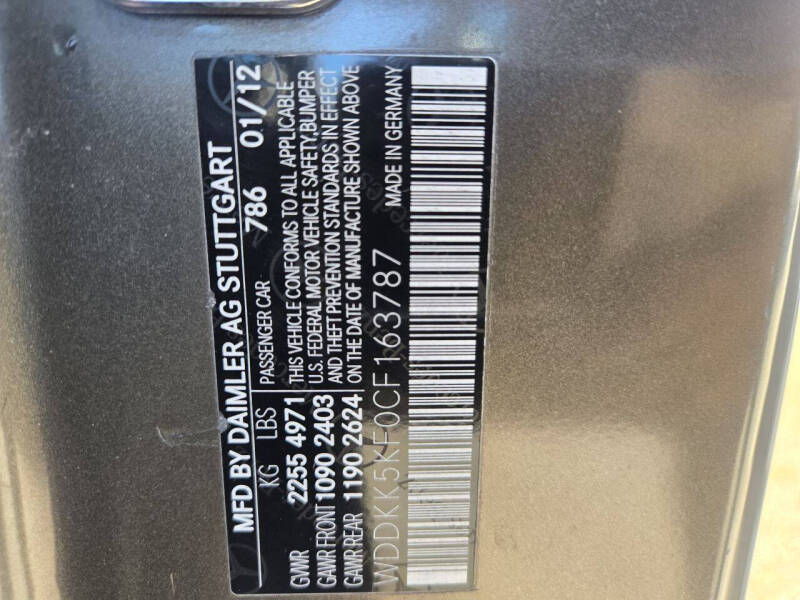 MFD BY DAIMLER AG STUTTGART
786 01/12
KG LBS PASSENGER CAR
GVWR 2255 4971 THIS VEHICLE CONFORMS TO ALL APPLICABLE
GAWR FRONT 1090 2403 U.S. FEDERAL MOTOR VEHICLE SAFETY,BUMPER
GAWR REAR 1190 2624 AND THEFT PREVENTION STANDARDS IN EFFECT
ON THE DATE OF MANUFACTURE SHOWN ABOVE
WDDKK5KF0CF163787 MADE IN GERMANY